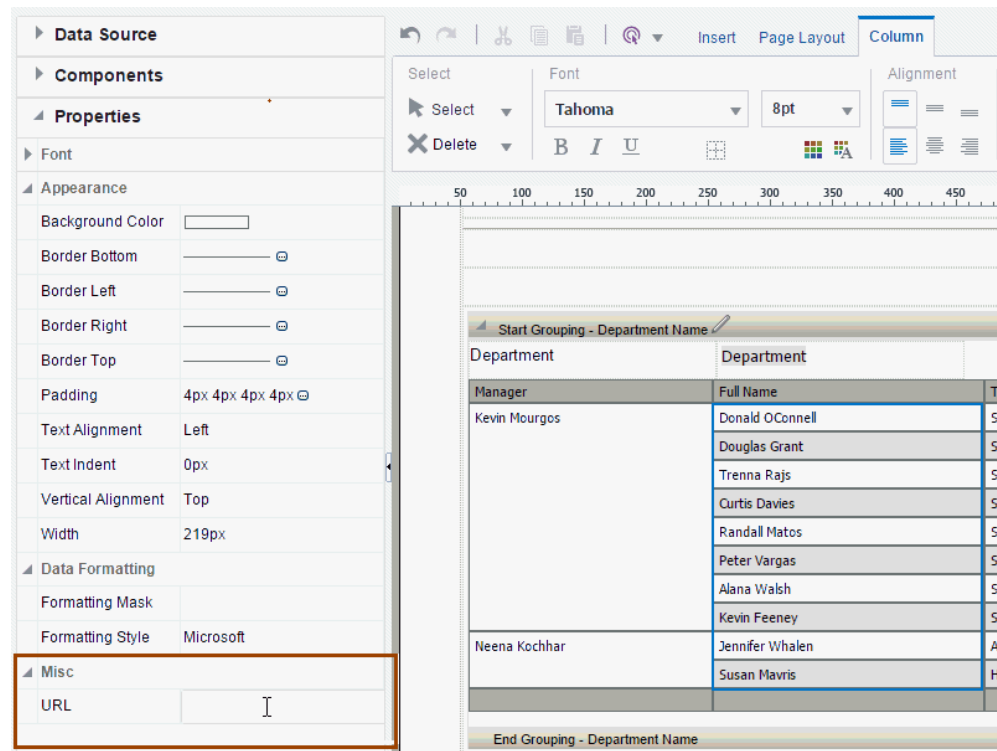 Data Source
Components
Properties
Font
Appearance
Background Color
Border Bottom
Border Left
Border Right
Border Top
Padding 4px 4px 4px 4px
Text Alignment Left
Text Indent 0px
Vertical Alignment Top
Width 219px
Data Formatting
Formatting Mask
Formatting Style Microsoft
Misc
URL
Insert Page Layout Column
Select Font Alignment
Select Tahoma 8pt
Delete B I U
50 100 150 200 250 300 350 400 450
Start Grouping - Department Name
Department Department
Manager Full Name T
Kevin Mourgos Donald OConnell S
Douglas Grant S
Trenna Rajs S
Curtis Davies S
Randall Matos S
Peter Vargas S
Alana Walsh S
Kevin Feeney S
Neena Kochhar Jennifer Whalen A
Susan Mavris H
End Grouping - Department Name